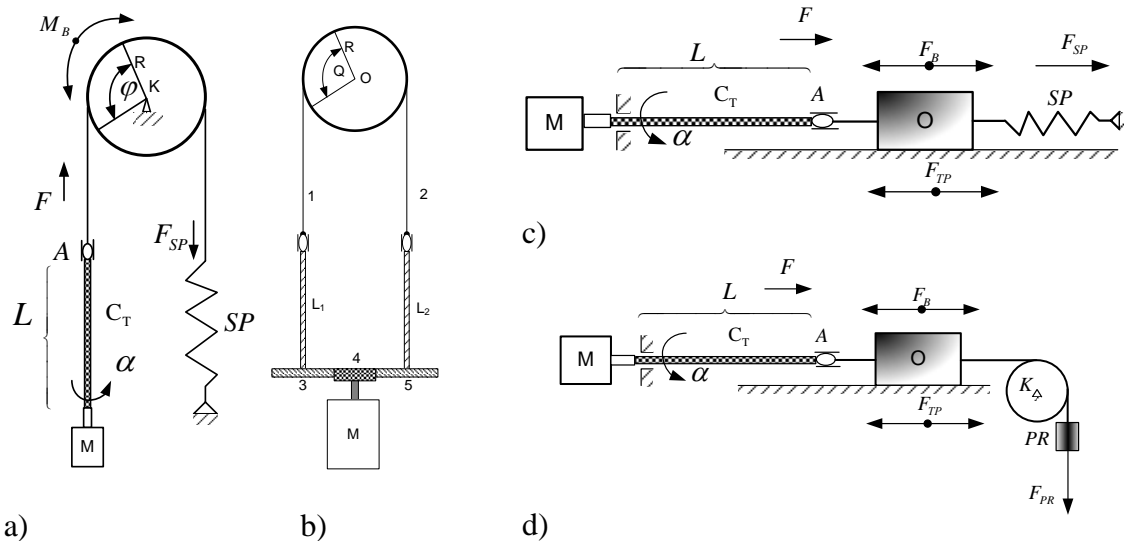 M_B
R
K
φ
F
A
F_SP
L
C_T
SP
α
M
a)
R
Q
O
1
2
L_1
L_2
4
3
5
M
b)
F
L
F_B
F_SP
M
C_T
A
O
SP
α
F_TP
c)
F
L
F_B
M
C_T
A
O
α
K
F_TP
PR
F_PR
d)